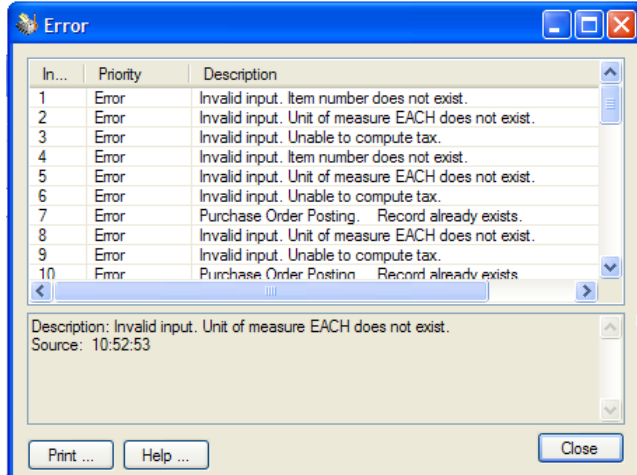 Error
In... Priority Description
1 Error Invalid input. Item number does not exist.
2 Error Invalid input. Unit of measure EACH does not exist.
3 Error Invalid input. Unable to compute tax.
4 Error Invalid input. Item number does not exist.
5 Error Invalid input. Unit of measure EACH does not exist.
6 Error Invalid input. Unable to compute tax.
7 Error Purchase Order Posting. Record already exists.
8 Error Invalid input. Unit of measure EACH does not exist.
9 Error Invalid input. Unable to compute tax.
10 Error Purchase Order Posting. Record already exists.
Description: Invalid input. Unit of measure EACH does not exist.
Source: 10:52:53
Print ... Help ... Close